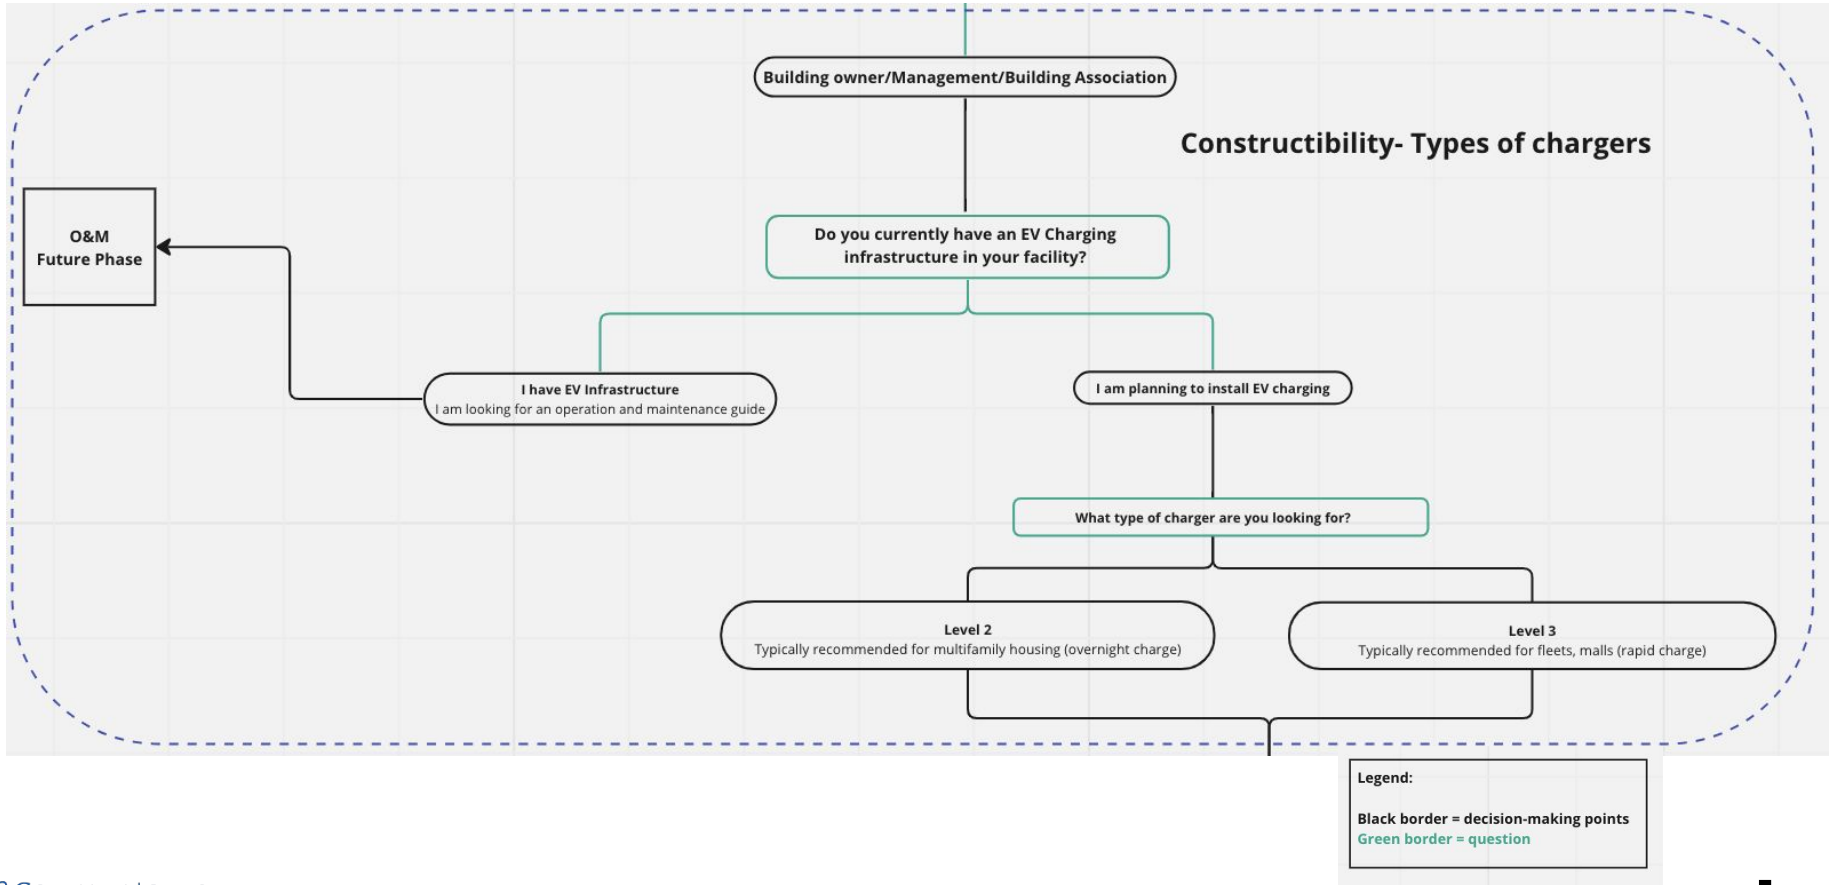 Building owner/Management/Building Association
Constructibility- Types of chargers
O&M
Future Phase
Do you currently have an EV Charging
infrastructure in your facility?
I have EV Infrastructure
I am looking for an operation and maintenance guide
I am planning to install EV charging
What type of charger are you looking for?
Level 2
Typically recommended for multifamily housing (overnight charge)
Level 3
Typically recommended for fleets, malls (rapid charge)
Legend:
Black border = decision-making points
Green border = question